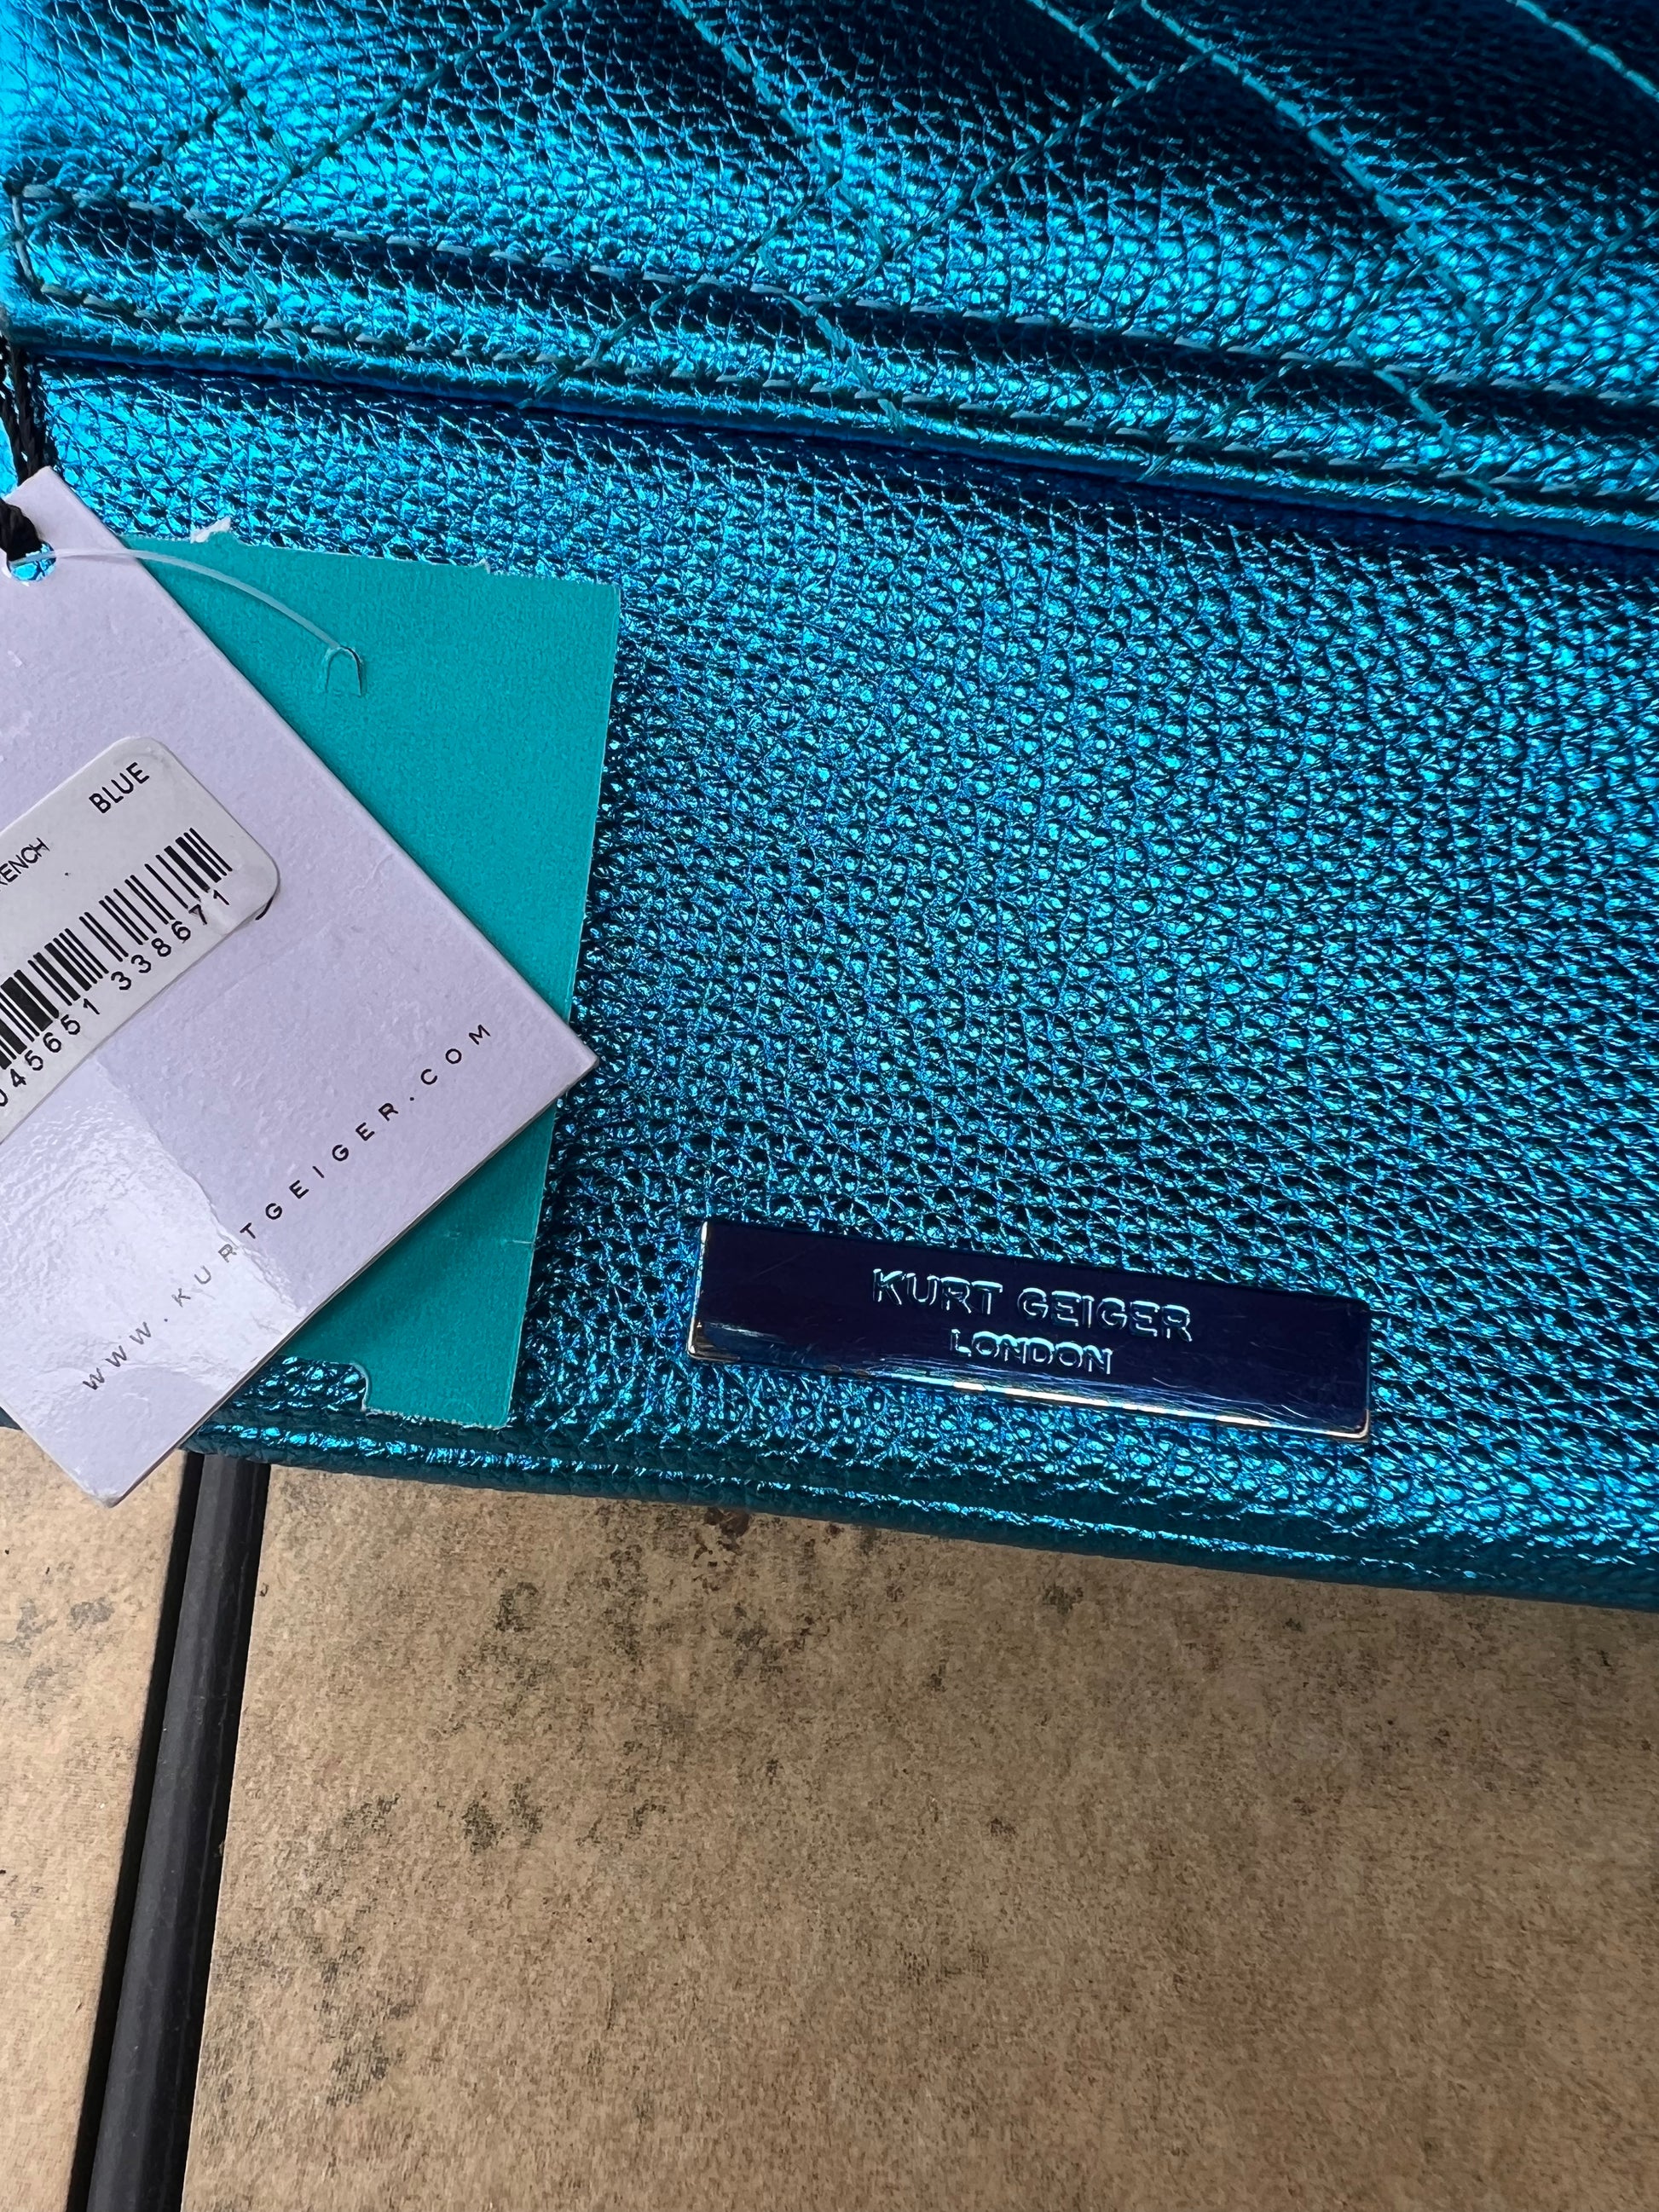 BLUE
RENCH
045651 338671
WWW.KURTGEIGER.COM
KURT GEIGER
LONDON